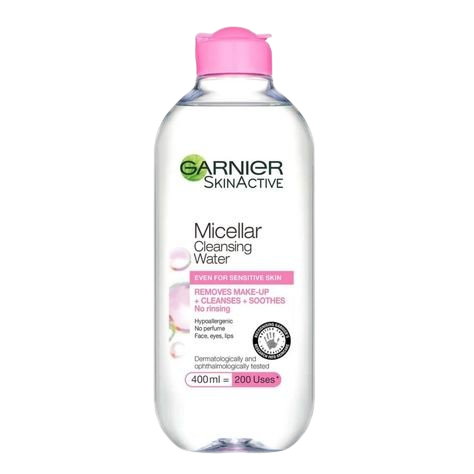 GARNIER
SKINACTIVE
Micellar
Cleansing
Water
EVEN FOR SENSITIVE SKIN
REMOVES MAKE-UP
+ CLEANSES + SOOTHES
No rinsing
Hypoallergenic
No perfume
Face, eyes, lips
Dermatologically and
ophthalmologically tested
400ml = 200 Uses*